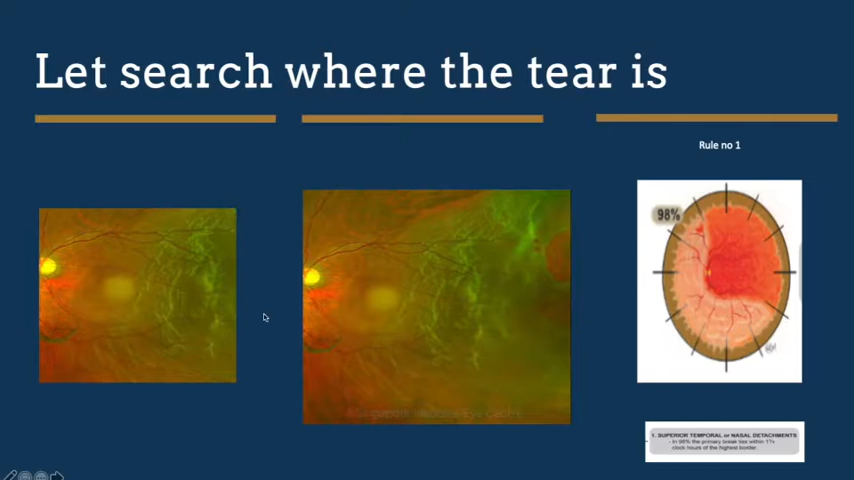 Let search where the tear is
Rule no 1
98%
1. SUPERIOR TEMPORAL or NASAL DETACHMENTS
- In 98% the primary break lies within 1½
clock hours of the highest border.